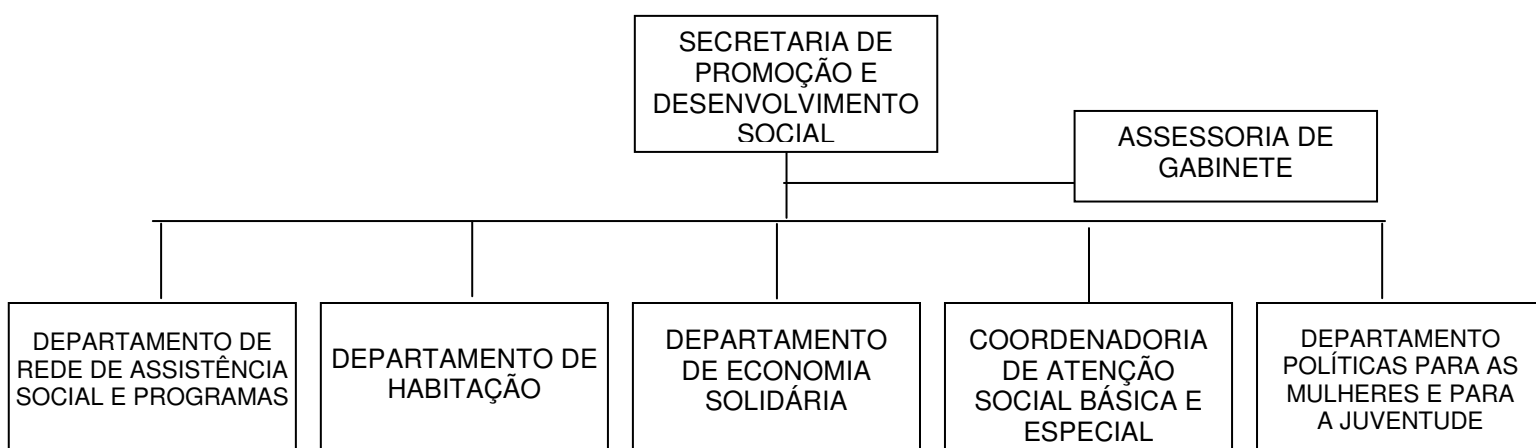 SECRETARIA DE
PROMOÇÃO E
DESENVOLVIMENTO
SOCIAL
ASSESSORIA DE
GABINETE
DEPARTAMENTO DE
REDE DE ASSISTÊNCIA
SOCIAL E PROGRAMAS
DEPARTAMENTO DE
HABITAÇÃO
DEPARTAMENTO
DE ECONOMIA
SOLIDÁRIA
COORDENADORIA
DE ATENÇÃO
SOCIAL BÁSICA E
ESPECIAL
DEPARTAMENTO
POLÍTICAS PARA AS
MULHERES E PARA
A JUVENTUDE